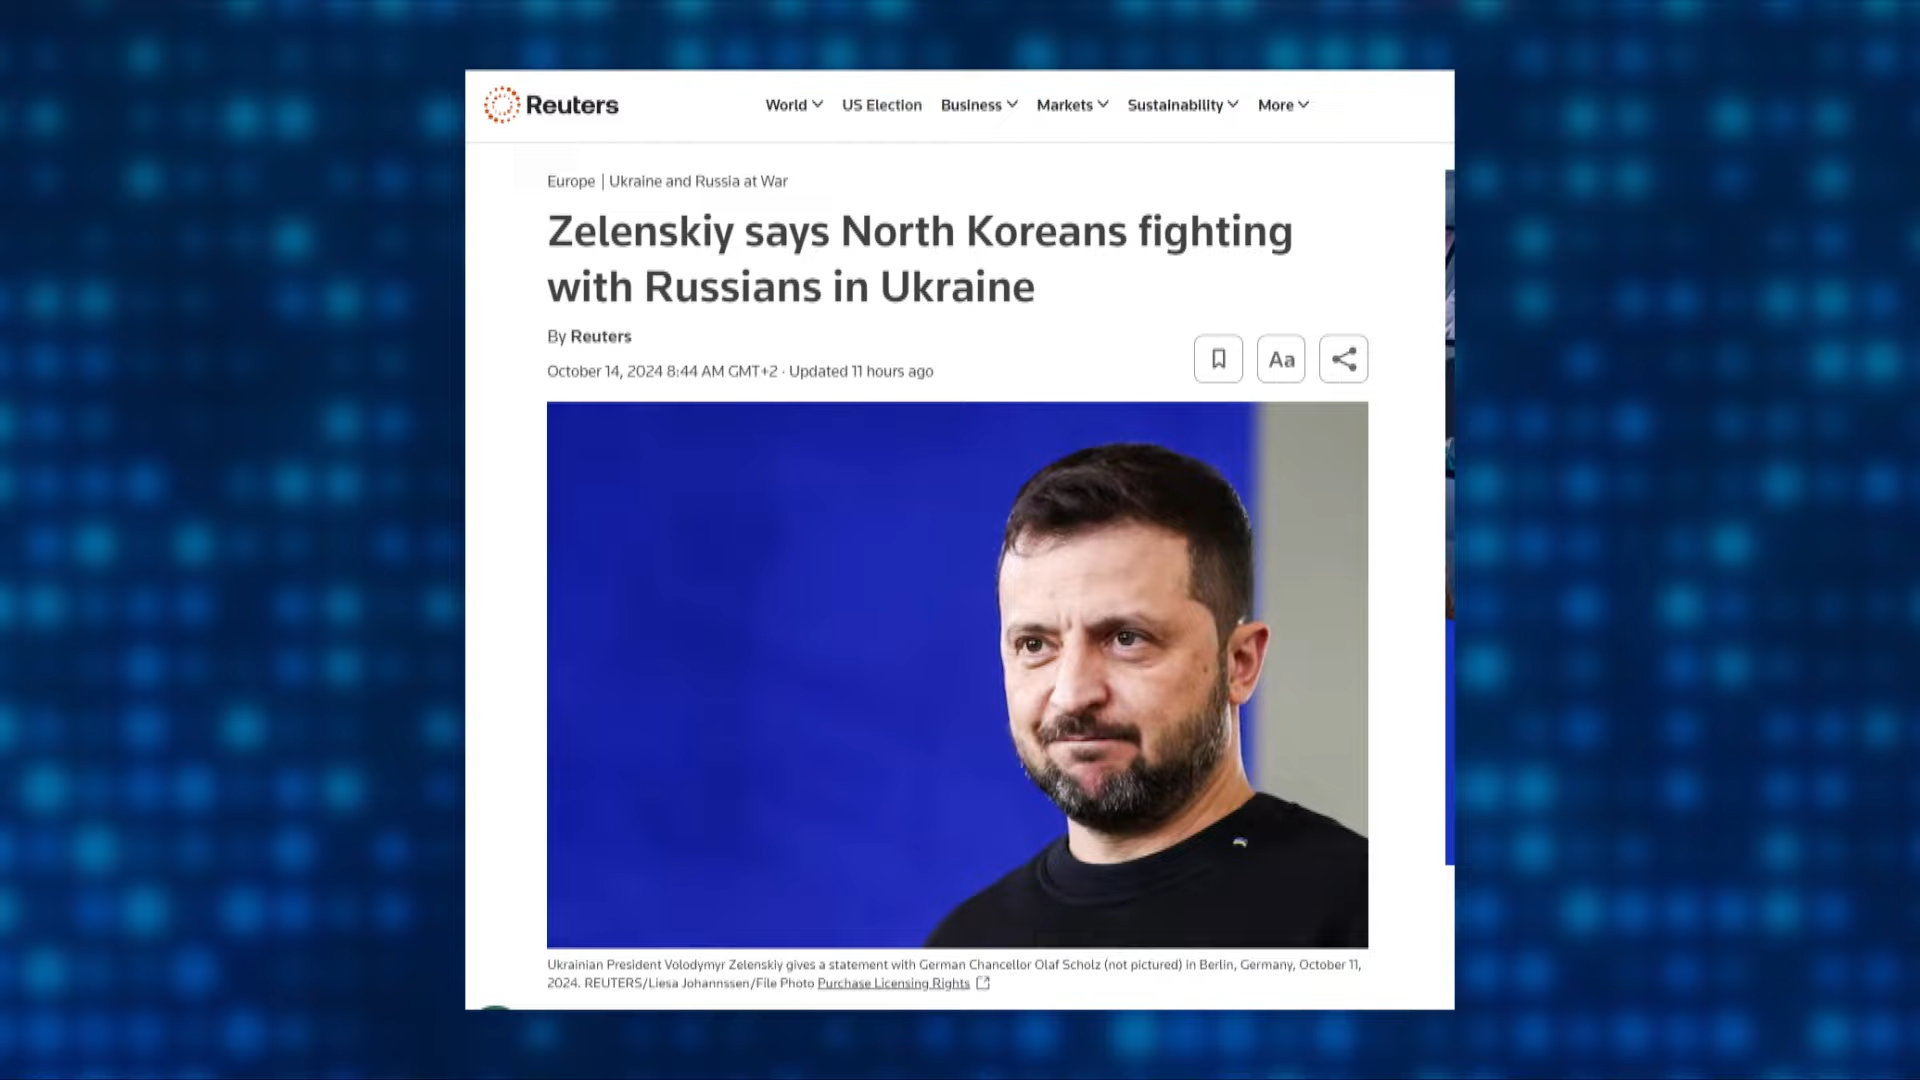 Reuters
World US Election Business Markets Sustainability More
Europe | Ukraine and Russia at War
Zelenskiy says North Koreans fighting
with Russians in Ukraine
By Reuters
October 14, 2024 8:44 AM GMT+2 · Updated 11 hours ago
Aa
Ukrainian President Volodymyr Zelenskiy gives a statement with German Chancellor Olaf Scholz (not pictured) in Berlin, Germany, October 11,
2024. REUTERS/Liesa Johannssen/File Photo Purchase Licensing Rights